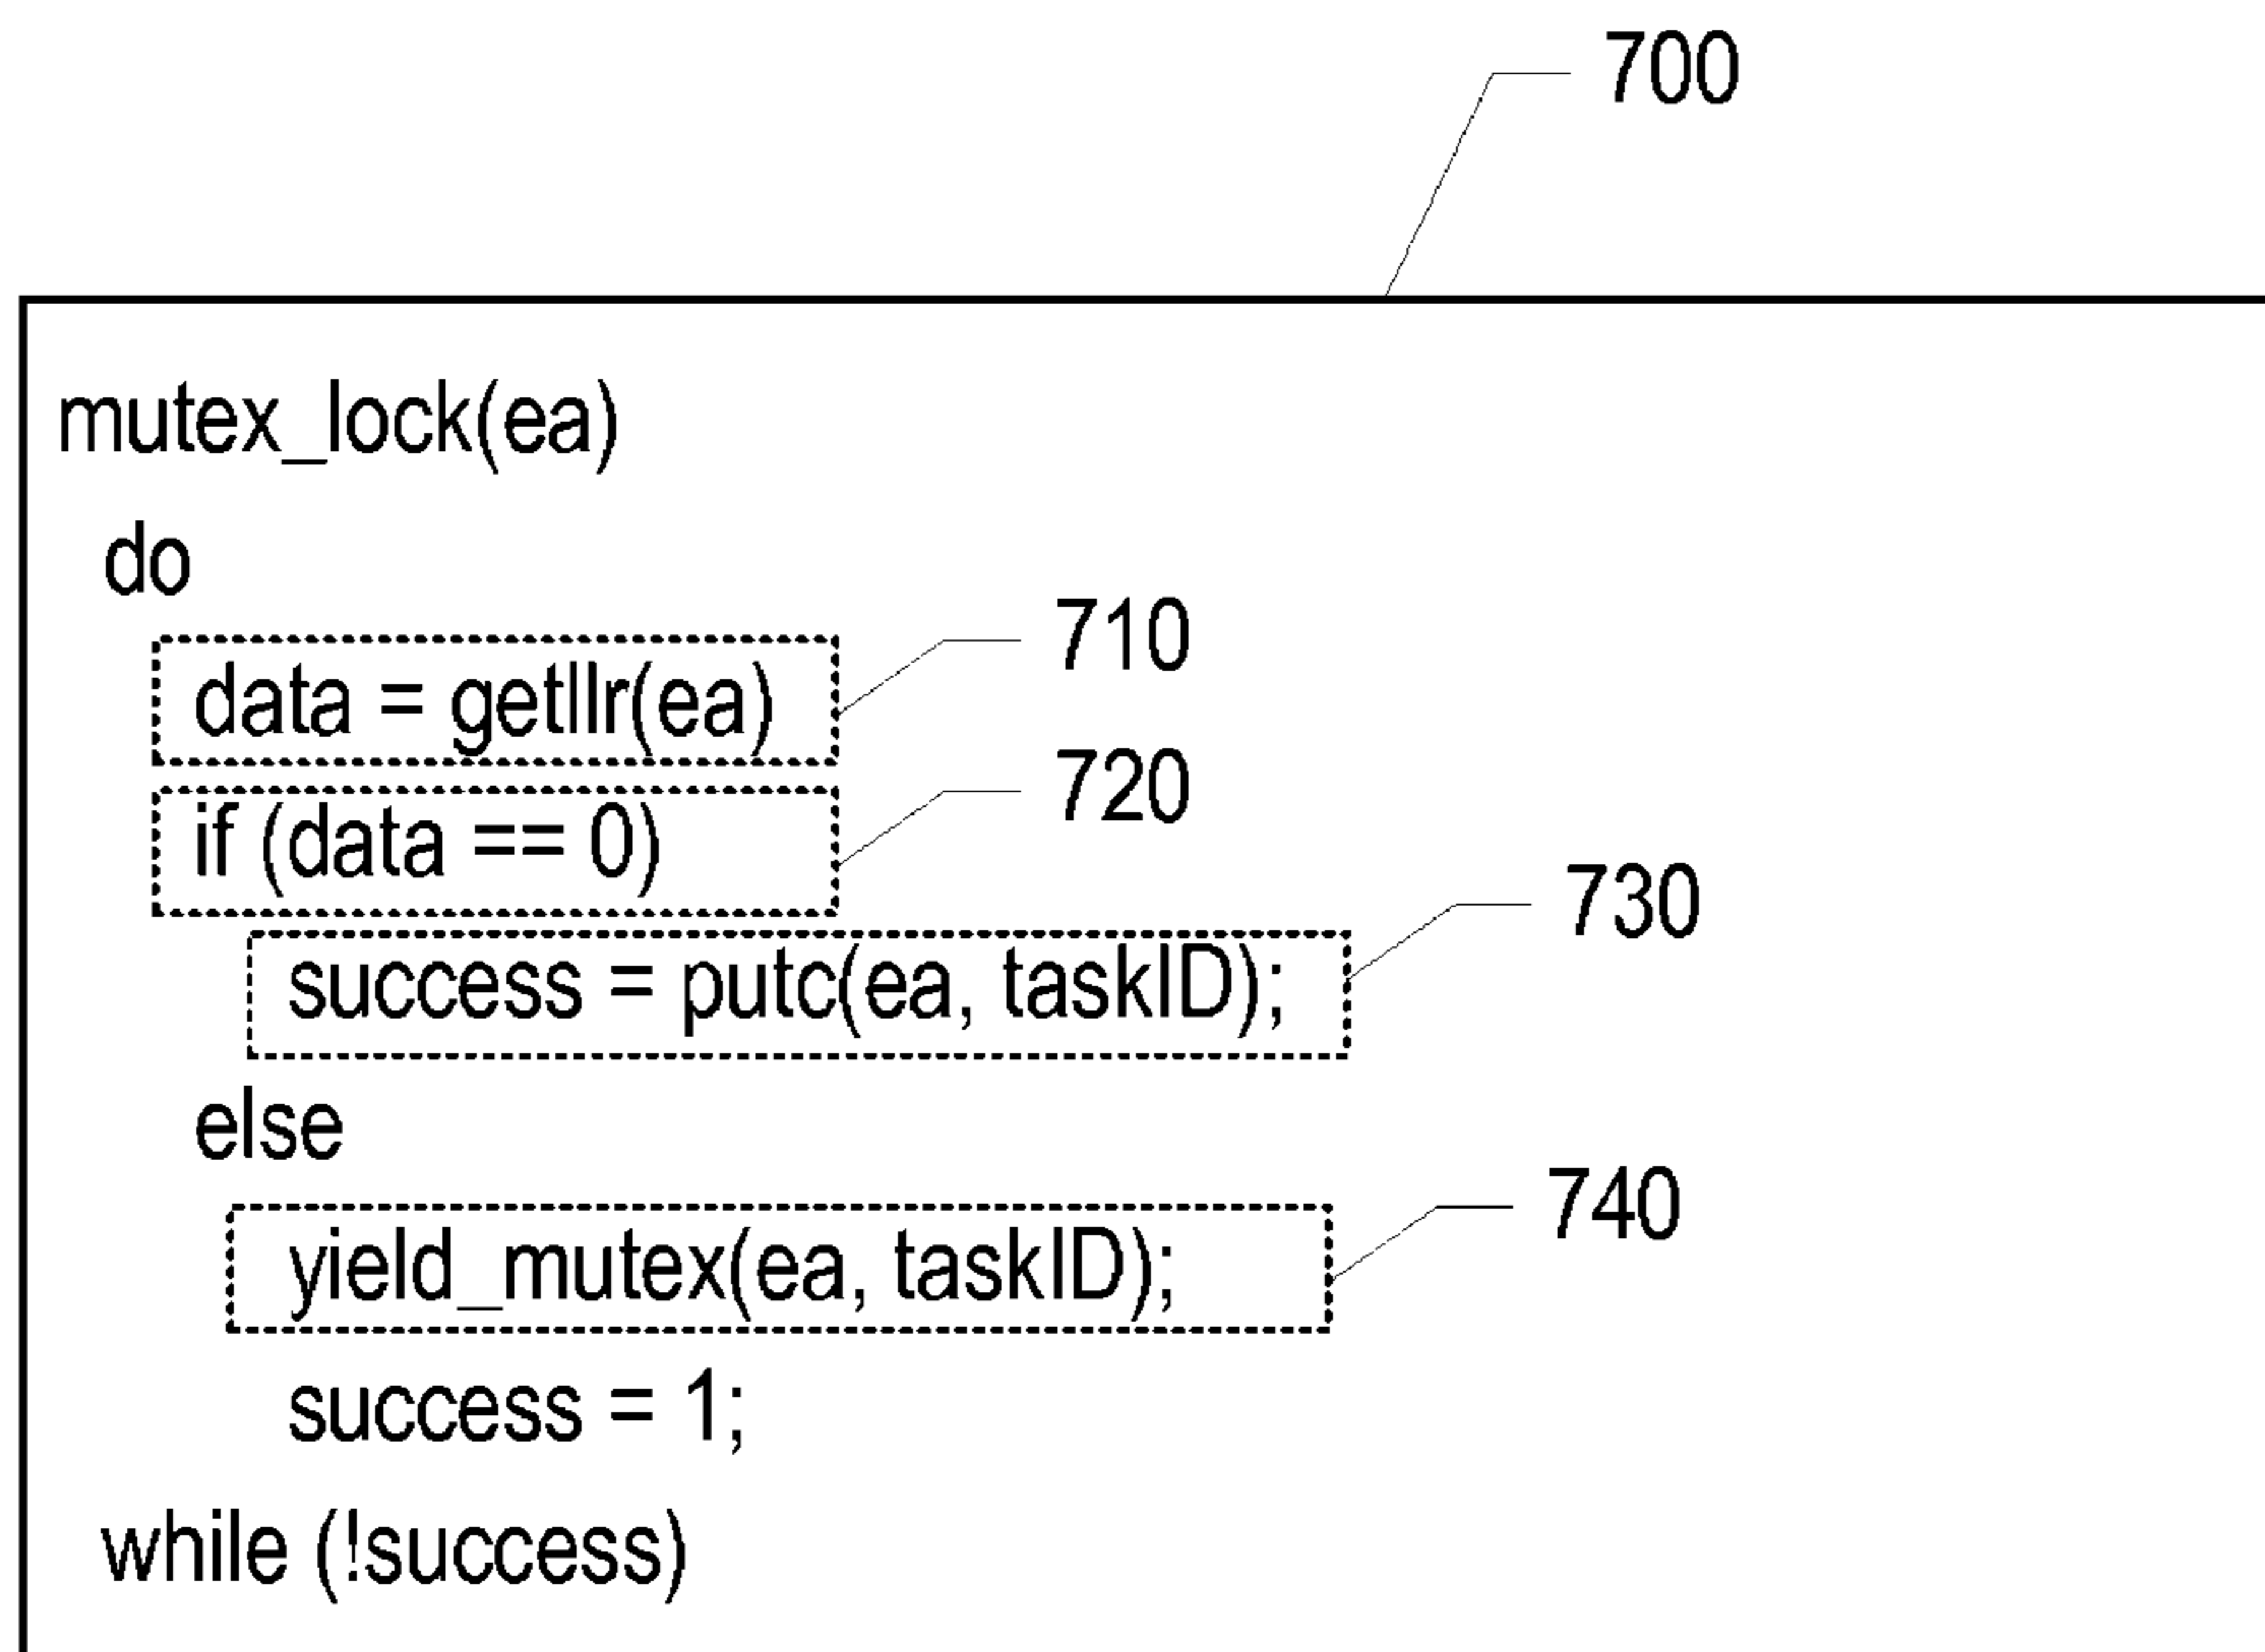 700
mutex_lock(ea)
do
710
data = getllr(ea)
720
if (data == 0)
730
success = putc(ea, taskID);
else
740
yield_mutex(ea, taskID);
success = 1;
while (!success)